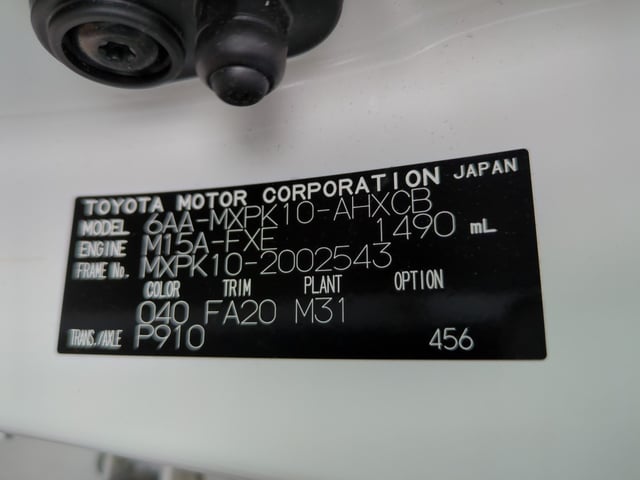 TOYOTA MOTOR CORPORATION JAPAN
MODEL 6AA-MXPK10-AHXCB
ENGINE M15A-FXE 1490 mL
FRAME No. MXPK10-2002543
COLOR TRIM PLANT OPTION
040 FA20 M31
TRANS./AXLE P910 456